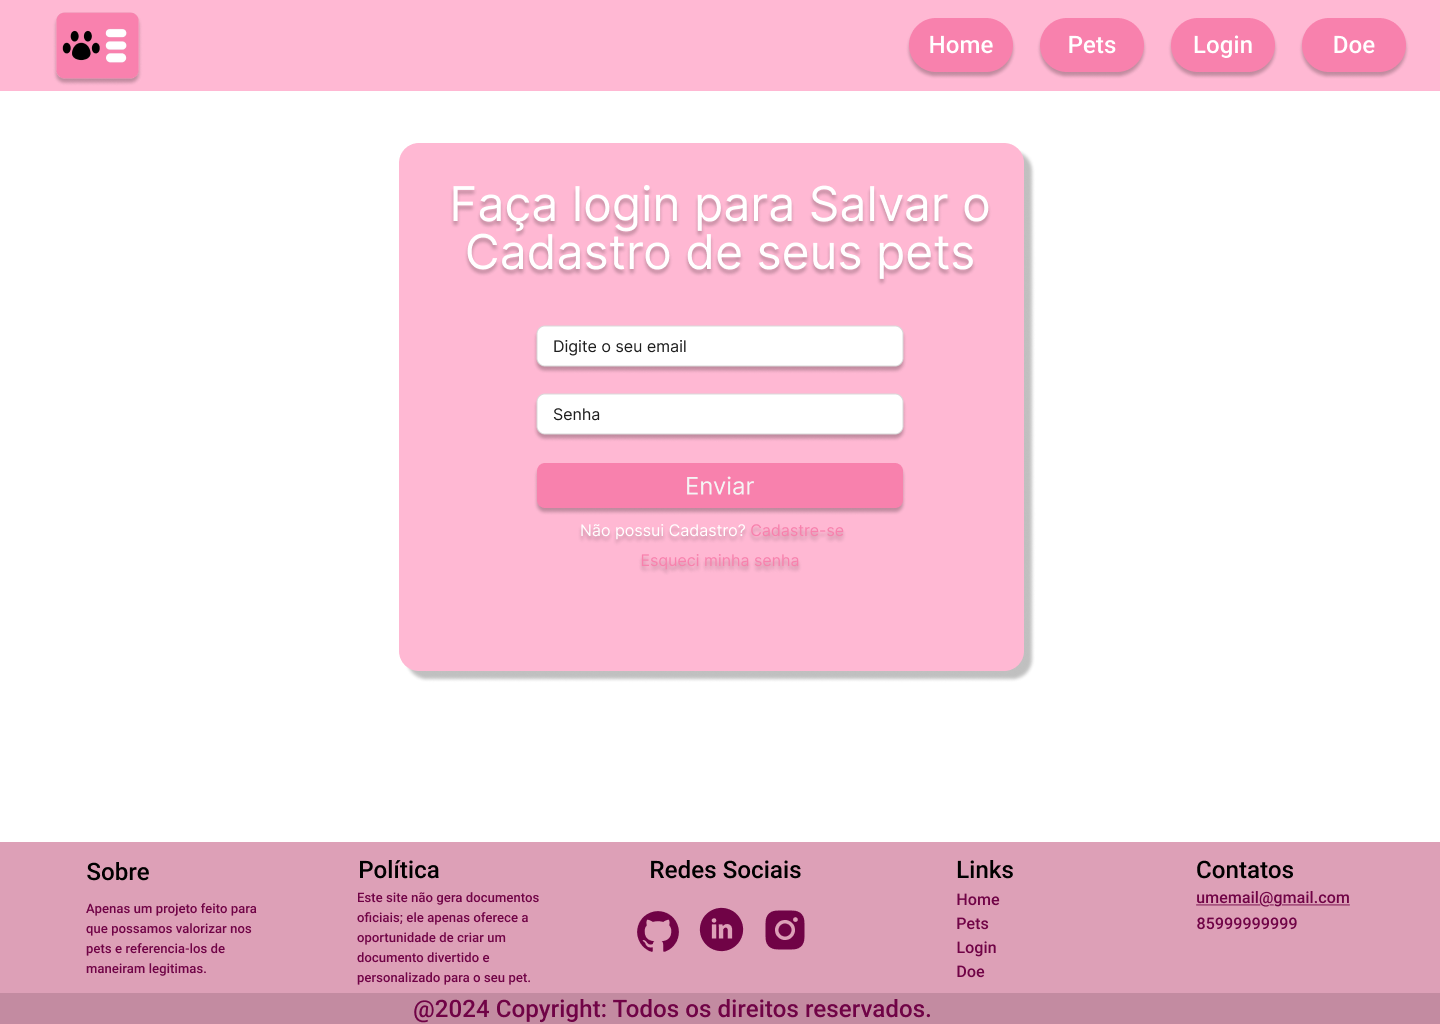 Home
Pets
Login
Doe
Faça login para Salvar o
Cadastro de seus pets
Digite o seu email
Senha
Enviar
Não possui Cadastro? Cadastre-se
Esqueci minha senha
Sobre
Apenas um projeto feito para
que possamos valorizar nos
pets e referencia-los de
maneiram legitimas.
Política
Este site não gera documentos
oficiais; ele apenas oferece a
oportunidade de criar um
documento divertido e
personalizado para o seu pet.
Redes Sociais
in
Links
Home
Pets
Login
Doe
Contatos
umemail@gmail.com
85999999999
@2024 Copyright: Todos os direitos reservados.